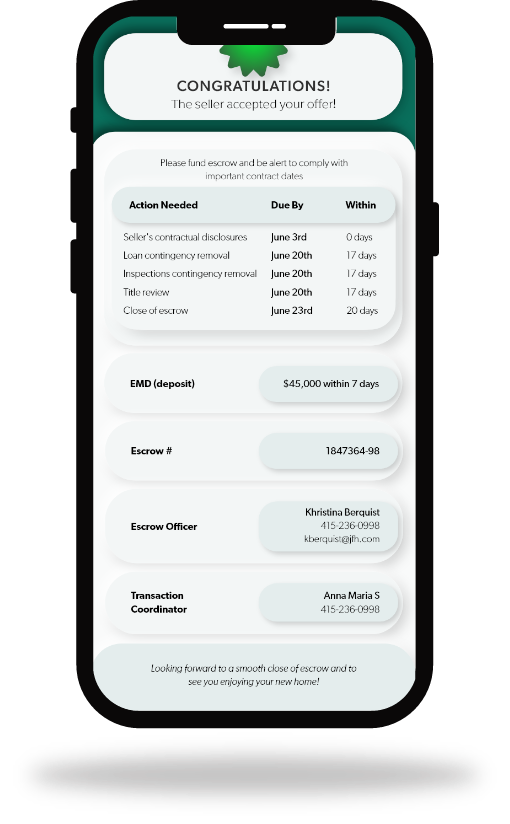 CONGRATULATIONS!
The seller accepted your offer!
Please fund escrow and be alert to comply with
important contract dates
Action Needed Due By Within
Seller's contractual disclosures June 3rd 0 days
Loan contingency removal June 20th 17 days
Inspections contingency removal June 20th 17 days
Title review June 20th 17 days
Close of escrow June 23rd 20 days
EMD (deposit) $45,000 within 7 days
Escrow # 1847364-98
Escrow Officer
Khristina Berquist
415-236-0998
kberquist@jfh.com
Transaction
Coordinator
Anna Maria S
415-236-0998
Looking forward to a smooth close of escrow and to
see you enjoying your new home!